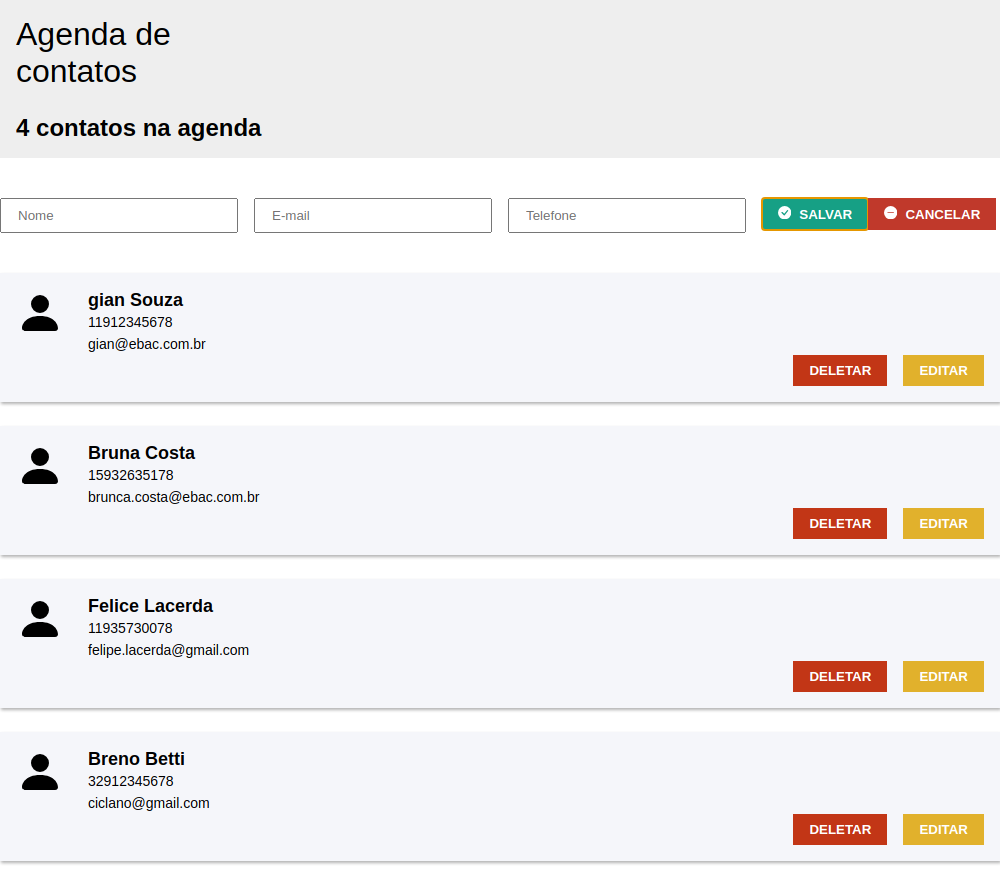 Agenda de
contatos
4 contatos na agenda
Nome E-mail Telefone SALVAR CANCELAR
gian Souza
11912345678
gian@ebac.com.br
DELETAR EDITAR
Bruna Costa
15932635178
brunca.costa@ebac.com.br
DELETAR EDITAR
Felice Lacerda
11935730078
felipe.lacerda@gmail.com
DELETAR EDITAR
Breno Betti
32912345678
ciclano@gmail.com
DELETAR EDITAR